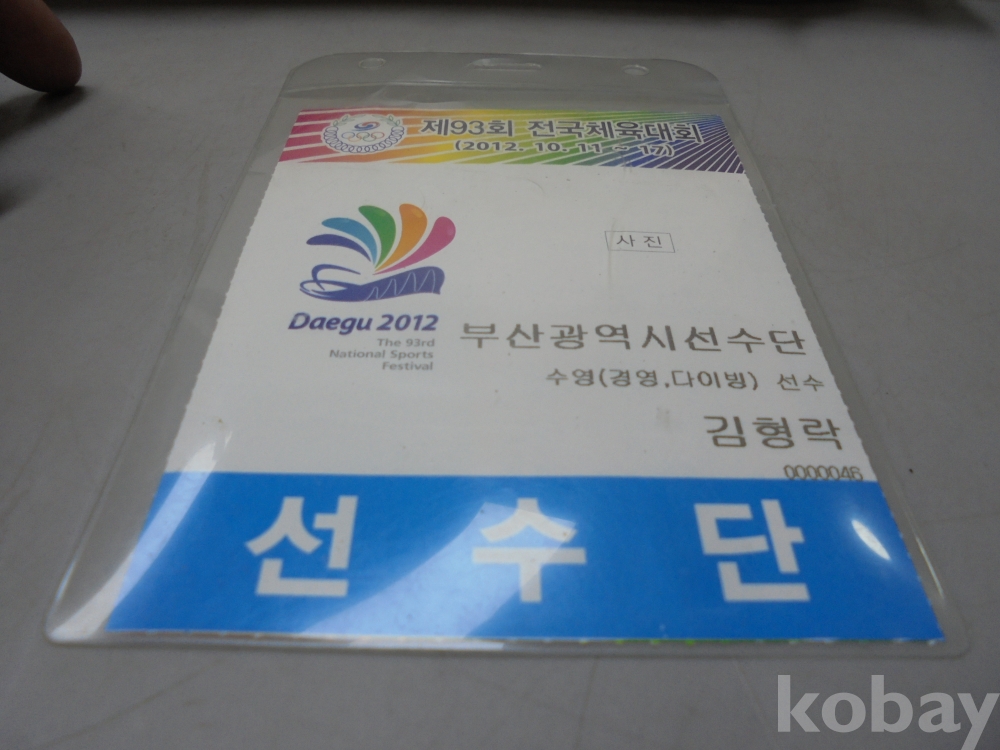 제93회 전국체육대회
(2012. 10. 11 ~ 17)
사 진
Daegu 2012
The 93rd
National Sports
Festival
부산광역시선수단
수영(경영,다이빙) 선수
김형락
0000046
선 수 단
kobay